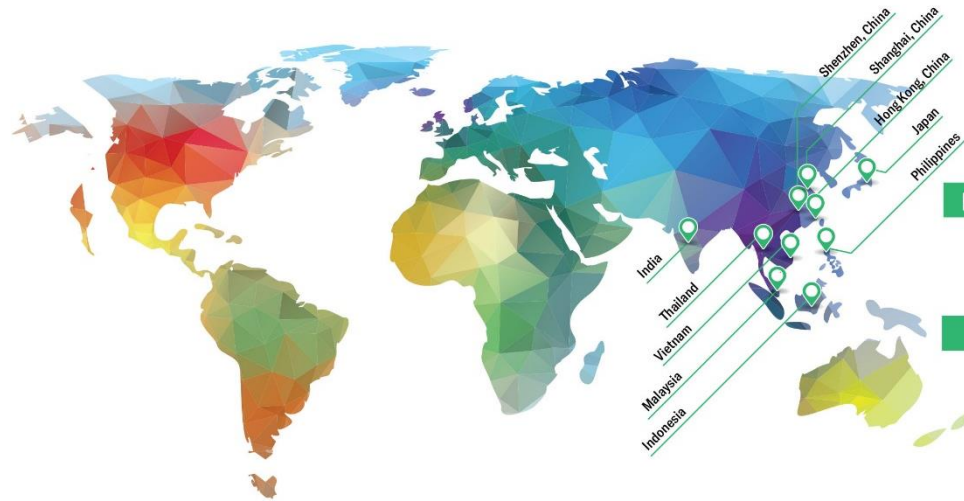 Shenzhen, China
Shanghai, China
Hong Kong, China
Japan
Philippines
India
Thailand
Vietnam
Malaysia
Indonesia